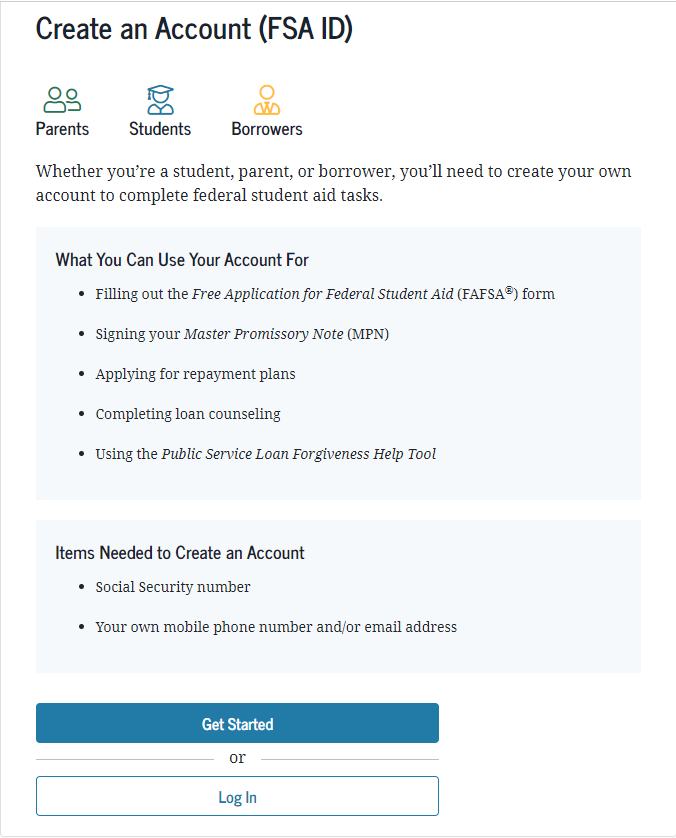 Create an Account (FSA ID)
Parents
Students
Borrowers
Whether you’re a student, parent, or borrower, you’ll need to create your own
account to complete federal student aid tasks.
What You Can Use Your Account For
• Filling out the Free Application for Federal Student Aid (FAFSA®) form
• Signing your Master Promissory Note (MPN)
• Applying for repayment plans
• Completing loan counseling
• Using the Public Service Loan Forgiveness Help Tool
Items Needed to Create an Account
• Social Security number
• Your own mobile phone number and/or email address
Get Started
or
Log In